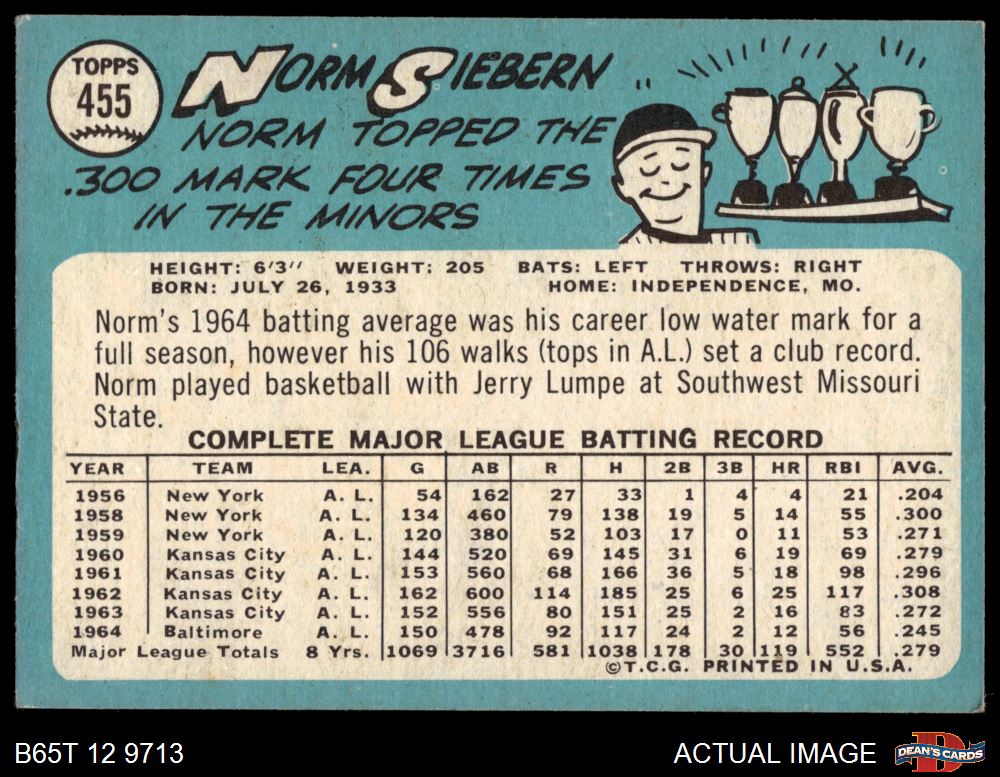 TOPPS
455
NORM SIEBERN
NORM TOPPED THE
.300 MARK FOUR TIMES
IN THE MINORS
HEIGHT: 6'3" WEIGHT: 205 BATS: LEFT THROWS: RIGHT
BORN: JULY 26, 1933 HOME: INDEPENDENCE, MO.
Norm's 1964 batting average was his career low water mark for a
full season, however his 106 walks (tops in A.L.) set a club record.
Norm played basketball with Jerry Lumpe at Southwest Missouri
State.
COMPLETE MAJOR LEAGUE BATTING RECORD
YEAR TEAM LEA. G AB R H 2B 3B HR RBI AVG.
1956 New York A. L. 54 162 27 33 1 4 4 21 .204
1958 New York A. L. 134 460 79 138 19 5 14 55 .300
1959 New York A. L. 120 380 52 103 17 0 11 53 .271
1960 Kansas City A. L. 144 520 69 145 31 6 19 69 .279
1961 Kansas City A. L. 153 560 68 166 36 5 18 98 .296
1962 Kansas City A. L. 162 600 114 185 25 6 25 117 .308
1963 Kansas City A. L. 152 556 80 151 25 2 16 83 .272
1964 Baltimore A. L. 150 478 92 117 24 2 12 56 .245
Major League Totals 8 Yrs. 1069 3716 581 1038 178 30 119 552 .279
©T.C.G. PRINTED IN U.S.A.
B65T 12 9713 ACTUAL IMAGE D DEAN'S CARDS